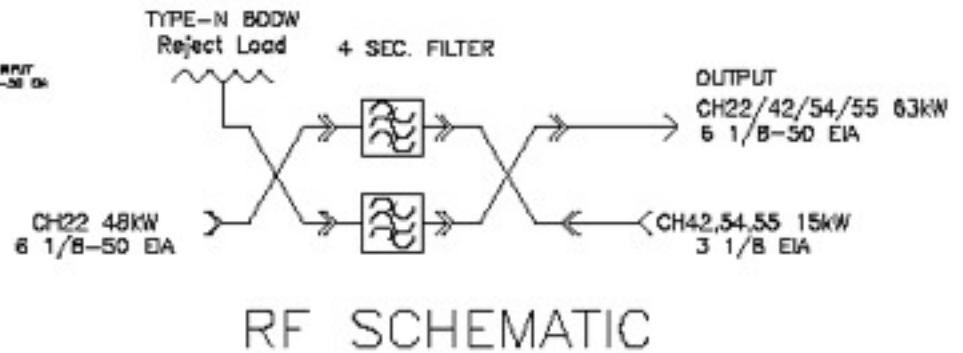 TYPE-N 800W
Reject Load
4 SEC. FILTER
OUTPUT
CH22/42/54/55 63kW
6 1/8-50 EIA
CH22 48kW
6 1/8-50 EIA
CH42,54,55 15kW
3 1/8 EIA
RF SCHEMATIC